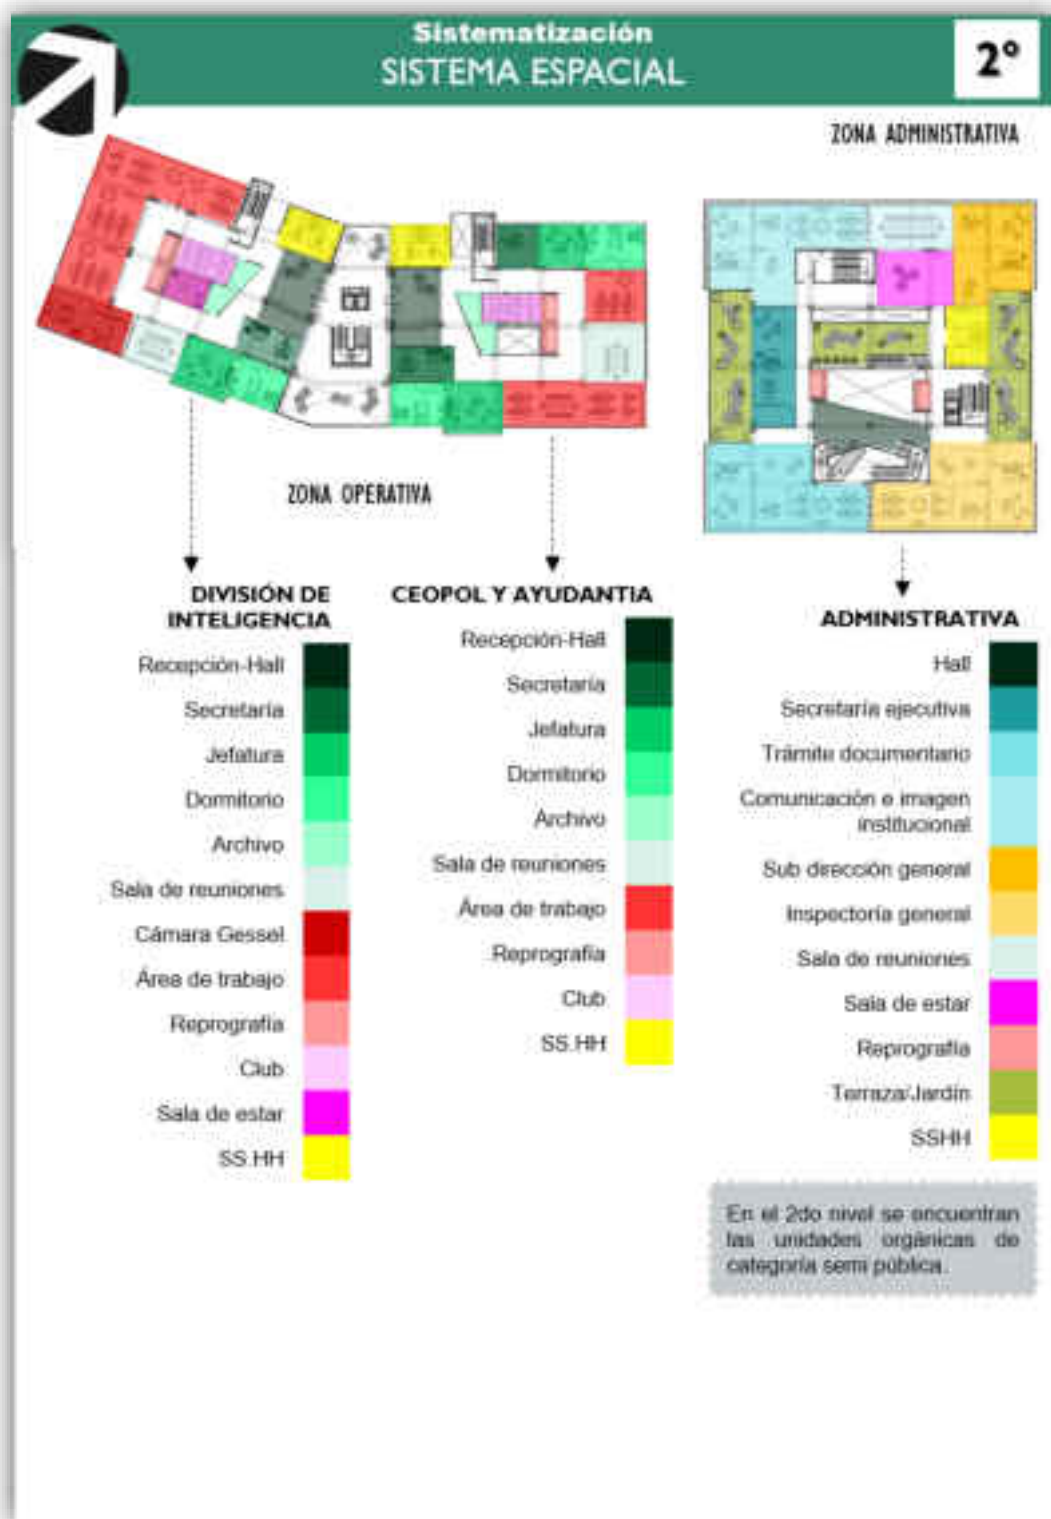 Sistematización
SISTEMA ESPACIAL
2°
ZONA ADMINISTRATIVA
ZONA OPERATIVA
DIVISIÓN DE
INTELIGENCIA
Recepción-Hall
Secretaría
Jefatura
Dormitorio
Archivo
Sala de reuniones
Cámara Gessel
Área de trabajo
Reprografía
Club
Sala de estar
SS.HH
CEOPOL Y AYUDANTIA
Recepción-Hall
Secretaría
Jefatura
Dormitorio
Archivo
Sala de reuniones
Área de trabajo
Reprografía
Club
SS.HH
ADMINISTRATIVA
Hall
Secretaría ejecutiva
Trámite documentario
Comunicación e imagen
institucional
Sub dirección general
Inspectoría general
Sala de reuniones
Sala de estar
Reprografía
Terraza/Jardín
SSHH
En el 2do nivel se encuentran
las unidades orgánicas de
categoría semi pública.